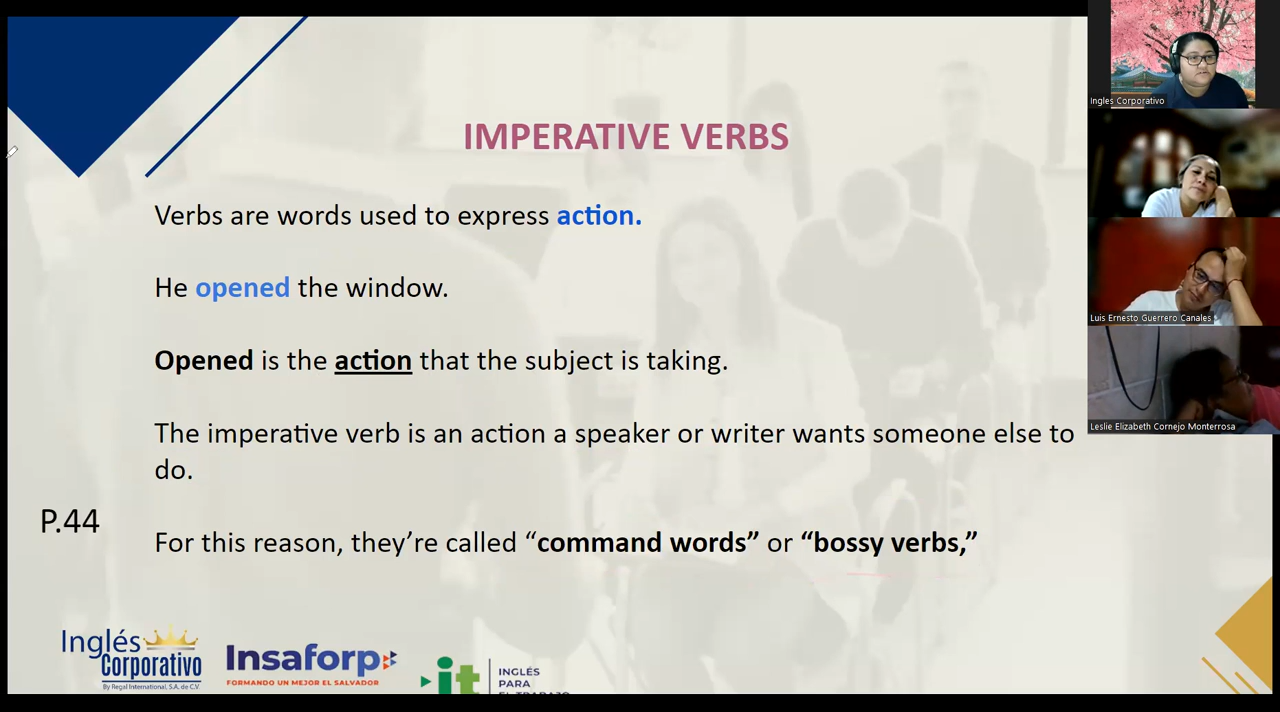 IMPERATIVE VERBS
Verbs are words used to express action.
He opened the window.
Opened is the action that the subject is taking.
The imperative verb is an action a speaker or writer wants someone else to
do.
For this reason, they’re called “command words” or “bossy verbs,”
P.44
Inglés
Corporativo
By Regal International, S.A. de C.V.
Insaforp
FORMANDO UN MEJOR EL SALVADOR
it
INGLÉS
PARA
EL TRABAJO
Ingles Corporativo
Luis Ernesto Guerrero Canales
Leslie Elizabeth Cornejo Monterrosa